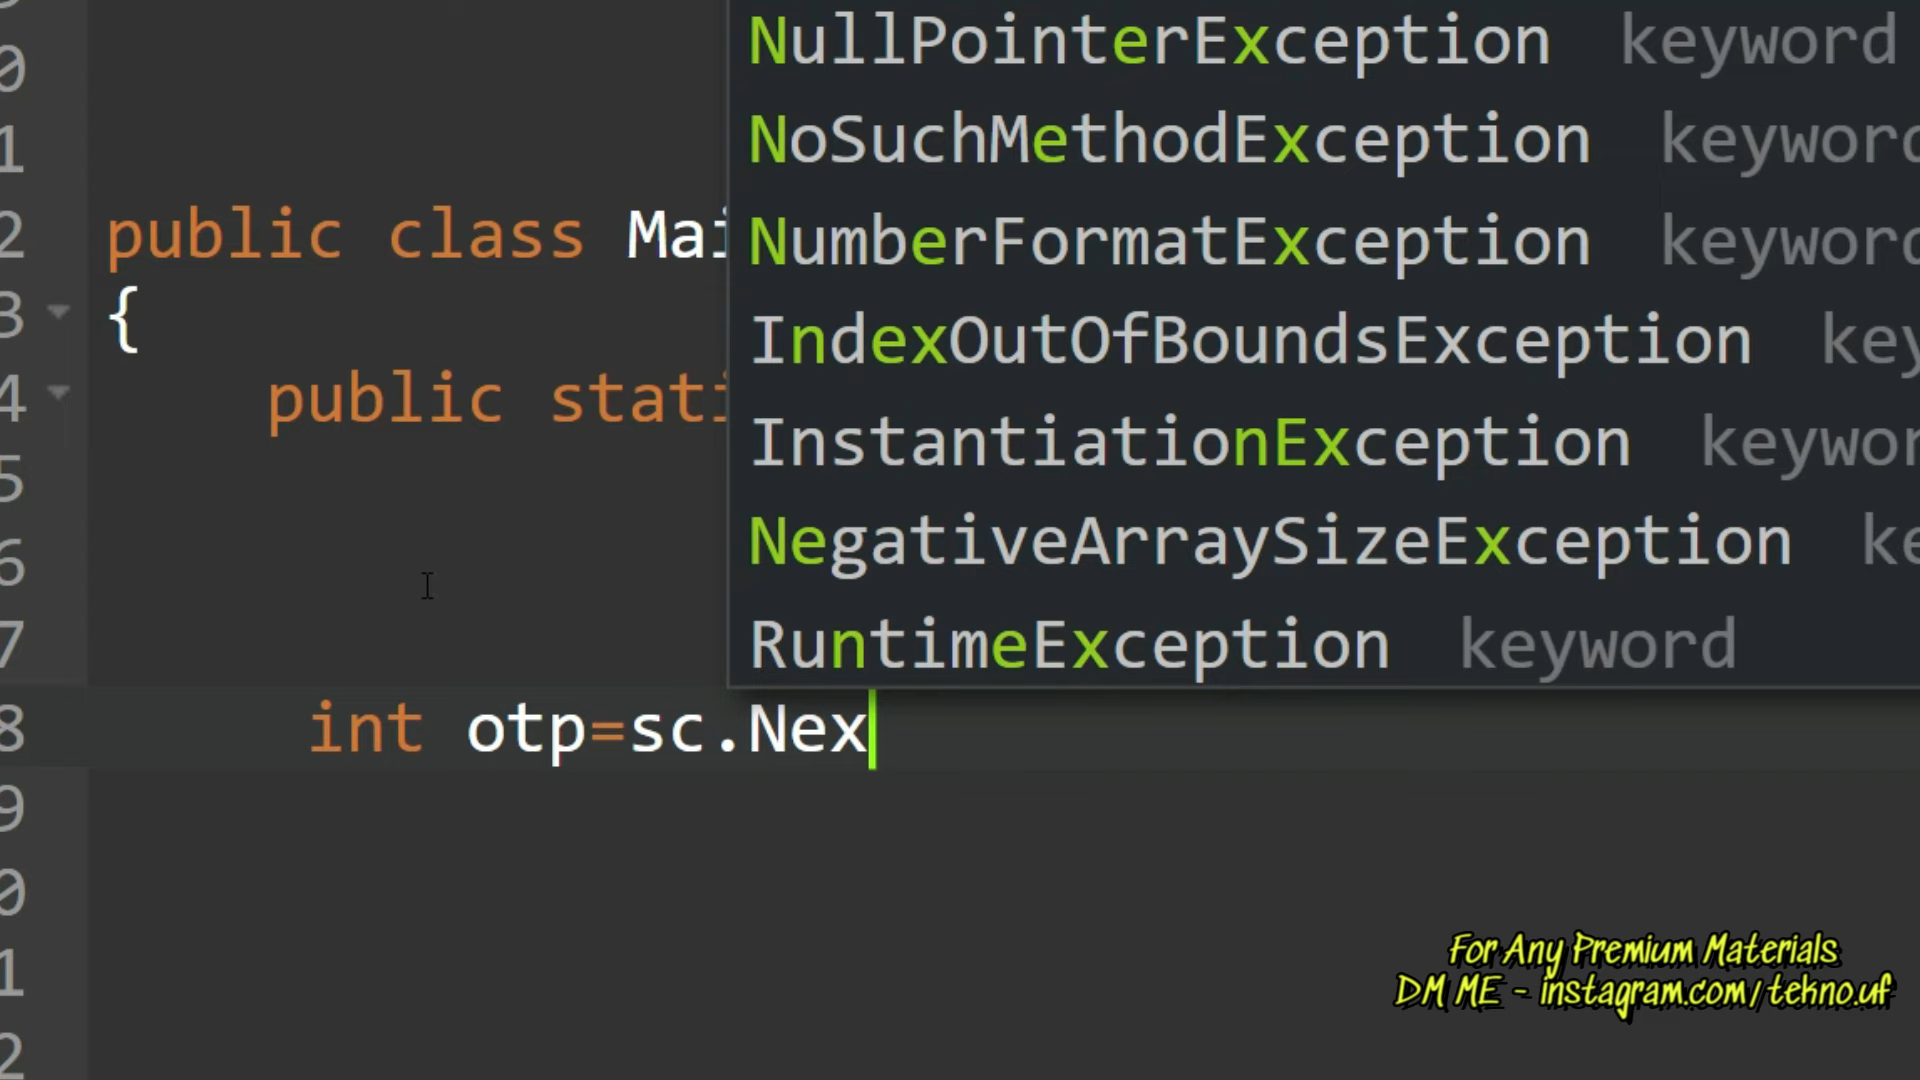 NullPointerException keyword
NoSuchMethodException keyword
NumberFormatException keyword
IndexOutOfBoundsException key
InstantiationException keywor
NegativeArraySizeException ke
RuntimeException keyword
0
1
2 public class Mai
3 {
4 public stati
5
6
7
8 int otp=sc.Nex
9
0
1
2
For Any Premium Materials
DM ME - instagram.com/tekno.uf